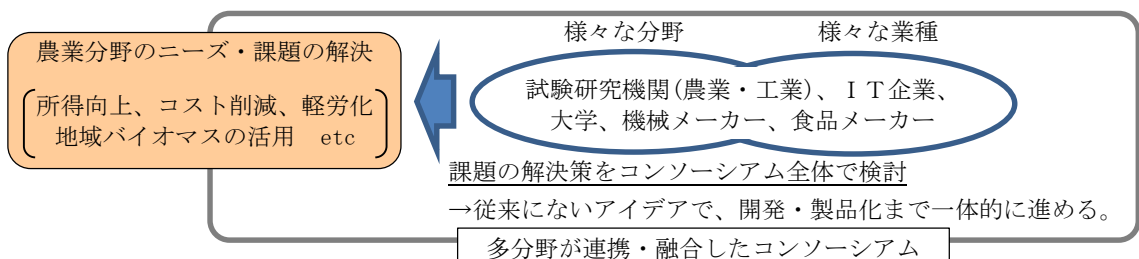 農業分野のニーズ・課題の解決
所得向上、コスト削減、軽労化
地域バイオマスの活用 etc
様々な分野 様々な業種
試験研究機関(農業・工業)、ＩＴ企業、
大学、機械メーカー、食品メーカー
課題の解決策をコンソーシアム全体で検討
→従来にないアイデアで、開発・製品化まで一体的に進める。
多分野が連携・融合したコンソーシアム